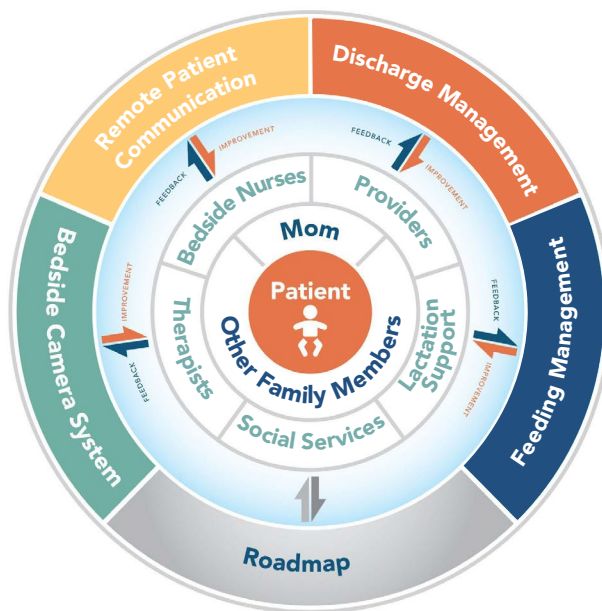 Remote Patient
Communication
Discharge Management
FEEDBACK
IMPROVEMENT
FEEDBACK
IMPROVEMENT
Bedside Nurses
Providers
Mom
Patient
Other Family Members
Bedside Camera System
IMPROVEMENT
FEEDBACK
Therapists
Lactation
Support
FEEDBACK
IMPROVEMENT
Feeding Management
Social Services
Roadmap